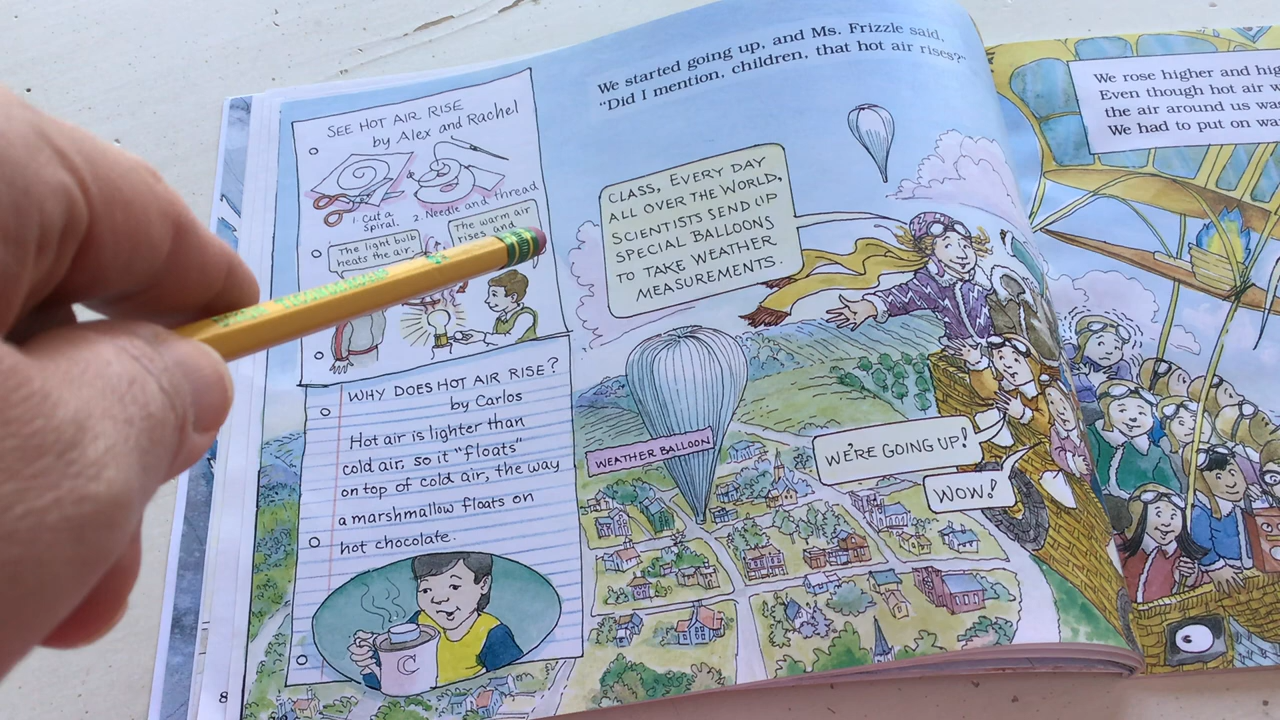 We started going up, and Ms. Frizzle said,
"Did I mention, children, that hot air rises?"
SEE HOT AIR RISE
by Alex and Rachel
1. Cut a
Spiral.
2. Needle and thread
The light bulb
heats the air.
The warm air
rises and
WHY DOES HOT AIR RISE?
by Carlos
Hot air is lighter than
cold air, so it "floats"
on top of cold air, the way
a marshmallow floats on
hot chocolate.
C
8
CLASS, EVERY DAY
ALL OVER THE WORLD,
SCIENTISTS SEND UP
SPECIAL BALLOONS
TO TAKE WEATHER
MEASUREMENTS.
WEATHER BALLOON
WE'RE GOING UP!
WOW!
We rose higher and
Even though hot air
the air around us
We had to put on